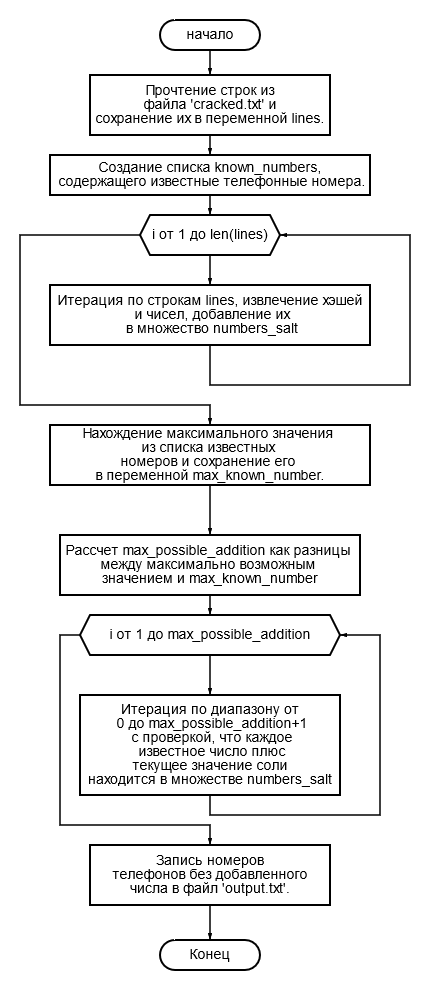 начало
Прочтение строк из
файла 'cracked.txt' и
сохранение их в переменной lines.
Создание списка known_numbers,
содержащего известные телефонные номера.
i от 1 до len(lines)
Итерация по строкам lines, извлечение хэшей
и чисел, добавление их
в множество numbers_salt
Нахождение максимального значения
из списка известных
номеров и сохранение его
в переменной max_known_number.
Рассчет max_possible_addition как разницы
между максимально возможным
значением и max_known_number
i от 1 до max_possible_addition
Итерация по диапазону от
0 до max_possible_addition+1
с проверкой, что каждое
известное число плюс
текущее значение соли
находится в множестве numbers_salt
Запись номеров
телефонов без добавленного
числа в файл 'output.txt'.
Конец